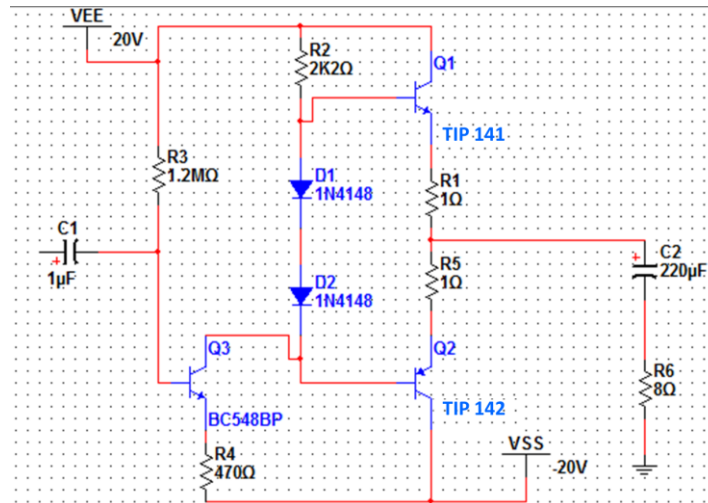 VEE
20V
R2
2K2Ω
Q1
TIP 141
R3
1.2MΩ
D1
1N4148
R1
1Ω
C1
+
1µF
R5
1Ω
+
C2
220µF
D2
1N4148
Q3
Q2
R6
8Ω
BC548BP
TIP 142
R4
470Ω
VSS
-20V